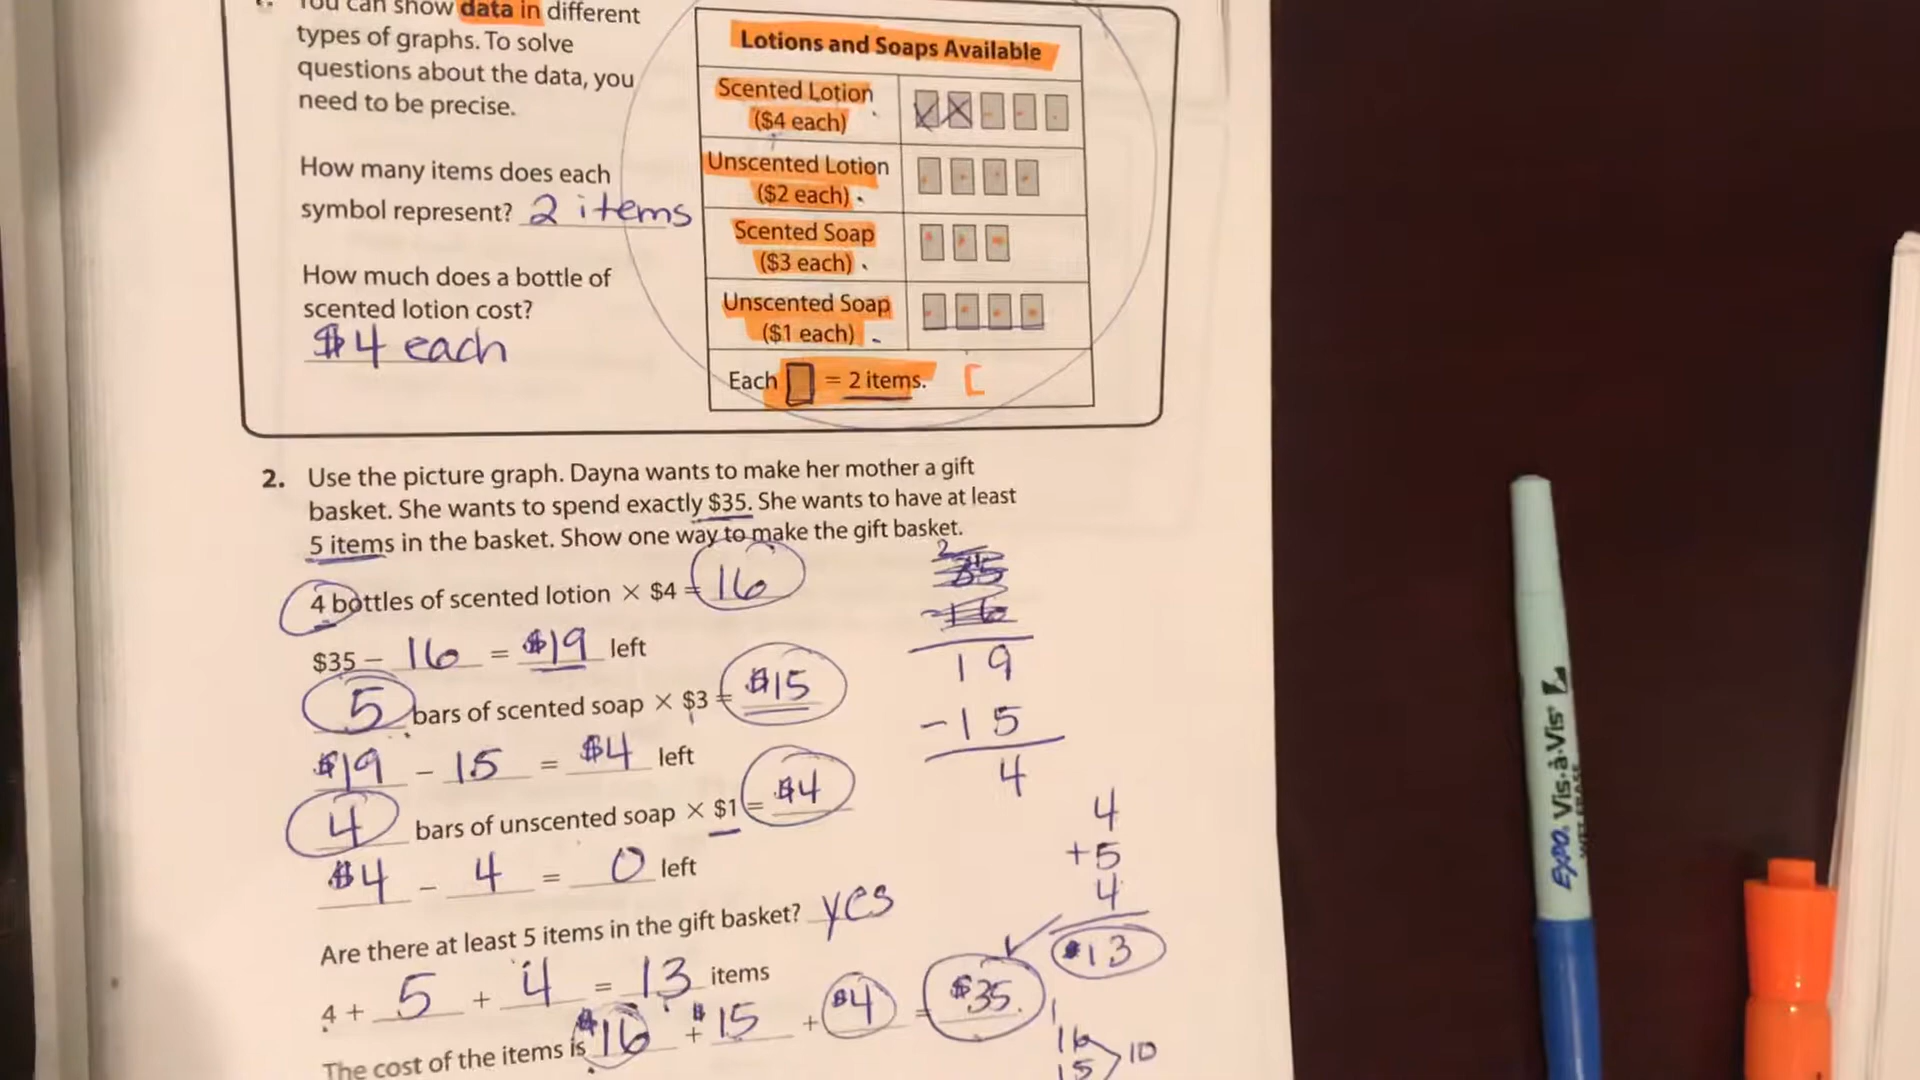 You can show data in different
types of graphs. To solve
questions about the data, you
need to be precise.
How many items does each
symbol represent? 2 items
How much does a bottle of
scented lotion cost?
$4 each
Lotions and Soaps Available
Scented Lotion
($4 each)
Unscented Lotion
($2 each)
Scented Soap
($3 each)
Unscented Soap
($1 each)
Each = 2 items.
2. Use the picture graph. Dayna wants to make her mother a gift
basket. She wants to spend exactly $35. She wants to have at least
5 items in the basket. Show one way to make the gift basket.
4 bottles of scented lotion × $4 = 16
$35 – 16 = $19 left
5 bars of scented soap × $3 = $15
$19 – 15 = $4 left
4 bars of unscented soap × $1 = $4
$4 – 4 = 0 left
Are there at least 5 items in the gift basket? yes
4 + 5 + 4 = 13 items
The cost of the items is $16 + $15 + $4 = $35.
2
35
-16
19
-15
4
4
+5
4
13
1
16
15
10
EXPO Vis-à-Vis